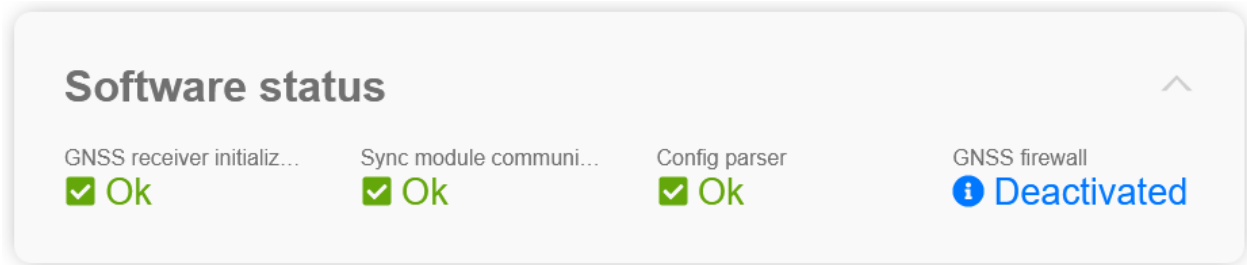 Software status
GNSS receiver initializ... Sync module communi... Config parser GNSS firewall
Ok Ok Ok Deactivated